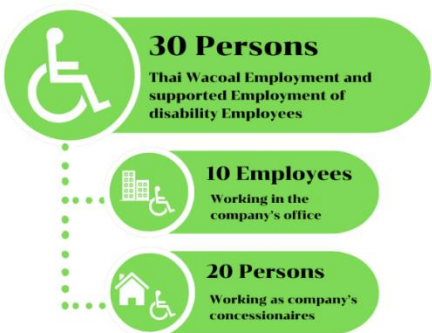 30 Persons
Thai Wacoal Employment and
supported Employment of
disability Employees
10 Employees
Working in the
company's office
20 Persons
Working as company's
concessionaires